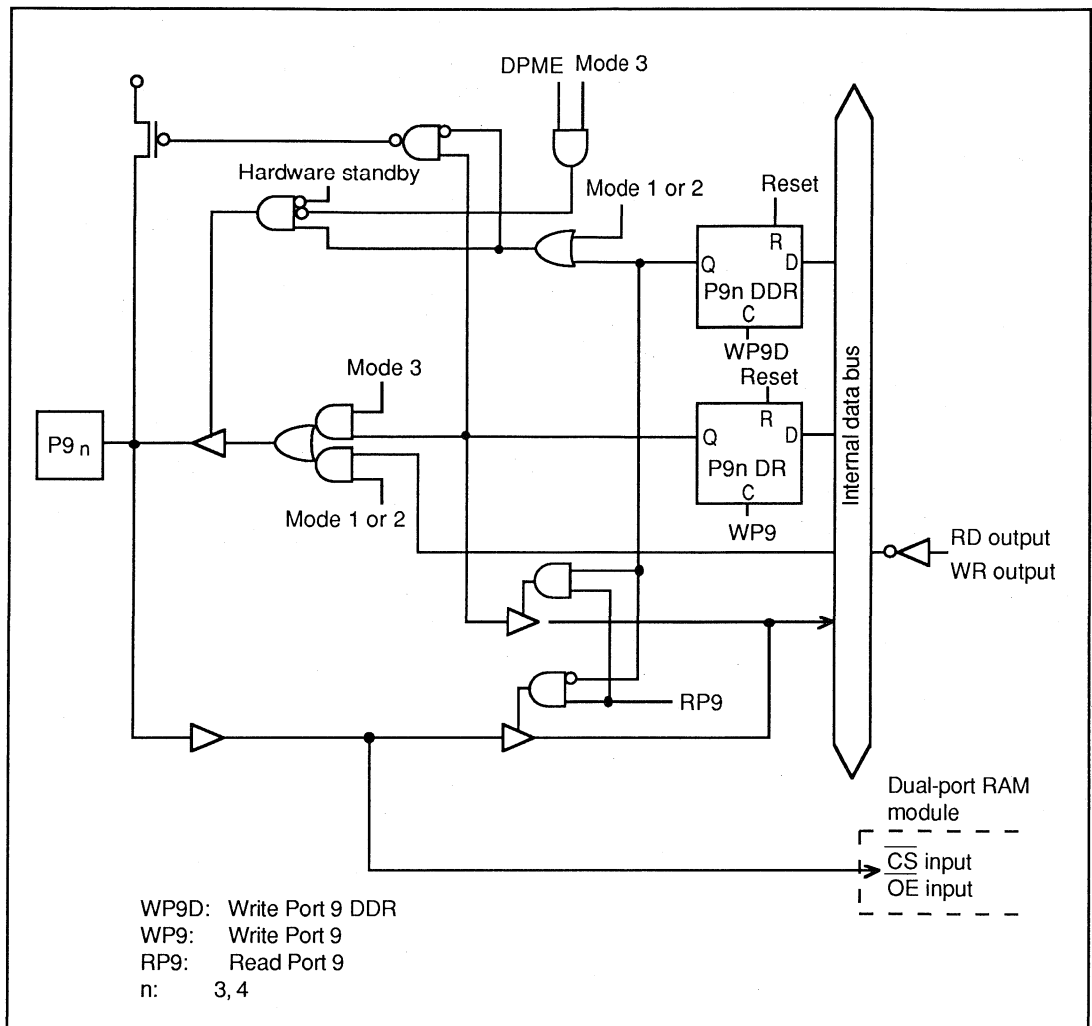 DPME Mode 3
Hardware standby
Mode 1 or 2
Reset
R
Q D
P9n DDR
C
WP9D
Reset
Mode 3
R
P9 n
Q D
P9n DR
C
Mode 1 or 2
WP9
Internal data bus
RD output
WR output
RP9
Dual-port RAM
module
CS input
OE input
WP9D: Write Port 9 DDR
WP9: Write Port 9
RP9: Read Port 9
n: 3, 4